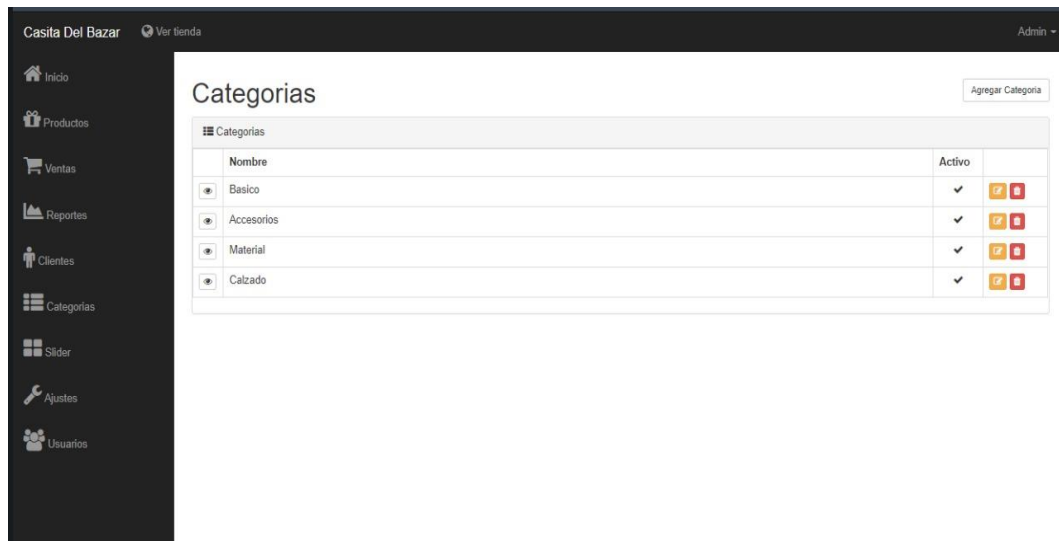 Casita Del Bazar Ver tienda Admin
Inicio
Productos
Ventas
Reportes
Clientes
Categorias
Slider
Ajustes
Usuarios
Categorias
Agregar Categoria
Categorias
Nombre Activo
Basico
Accesorios
Material
Calzado